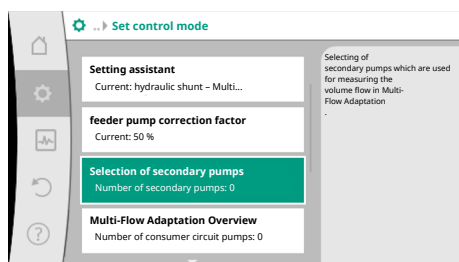 .. Set control mode
Setting assistant
Current: hydraulic shunt – Multi...
feeder pump correction factor
Current: 50 %
Selection of secondary pumps
Number of secondary pumps: 0
Multi-Flow Adaptation Overview
Number of consumer circuit pumps: 0
Selecting of
secondary pumps which are used
for measuring the
volume flow in Multi-
Flow Adaptation
.
?